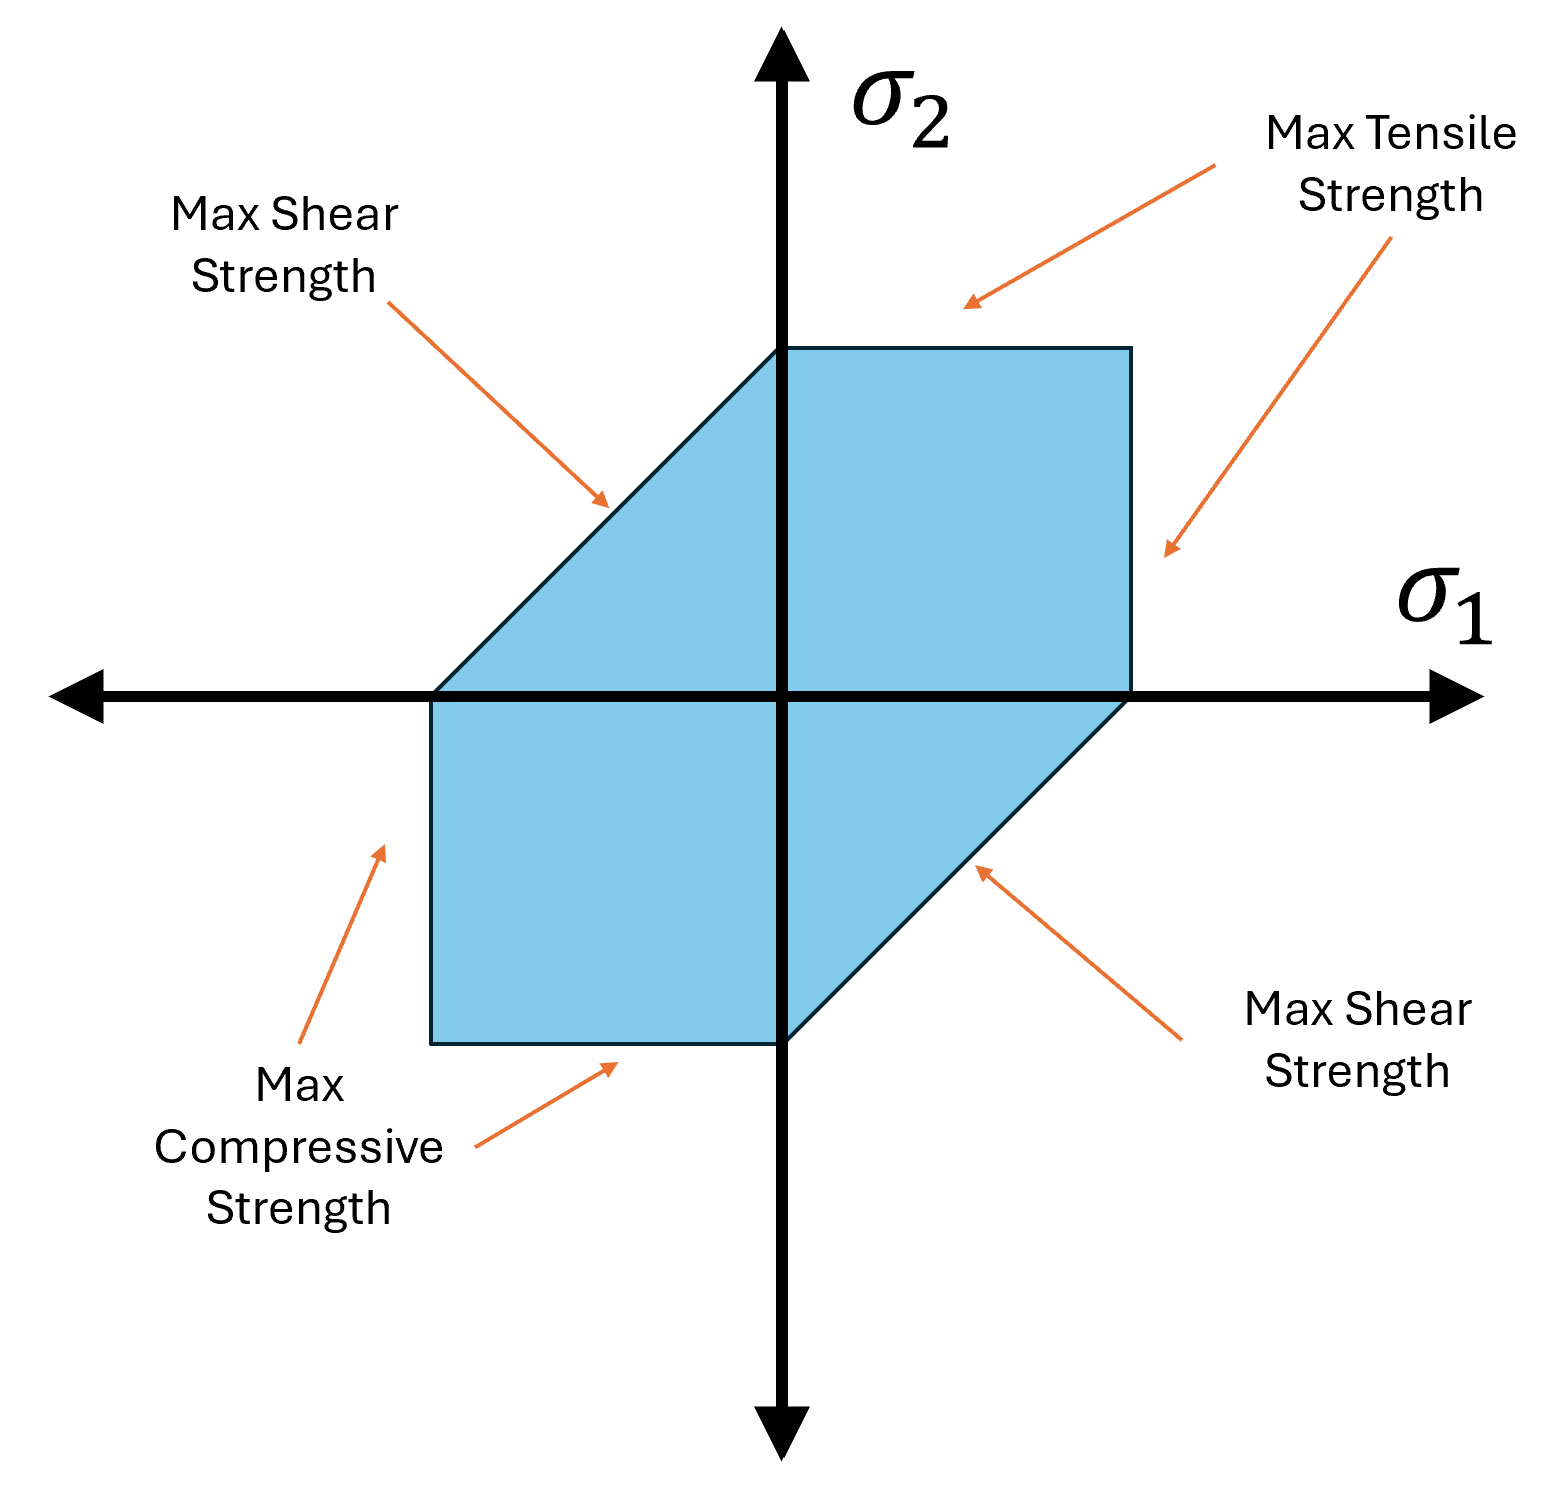 σ2
Max Tensile
Strength
Max Shear
Strength
σ1
Max Shear
Strength
Max
Compressive
Strength